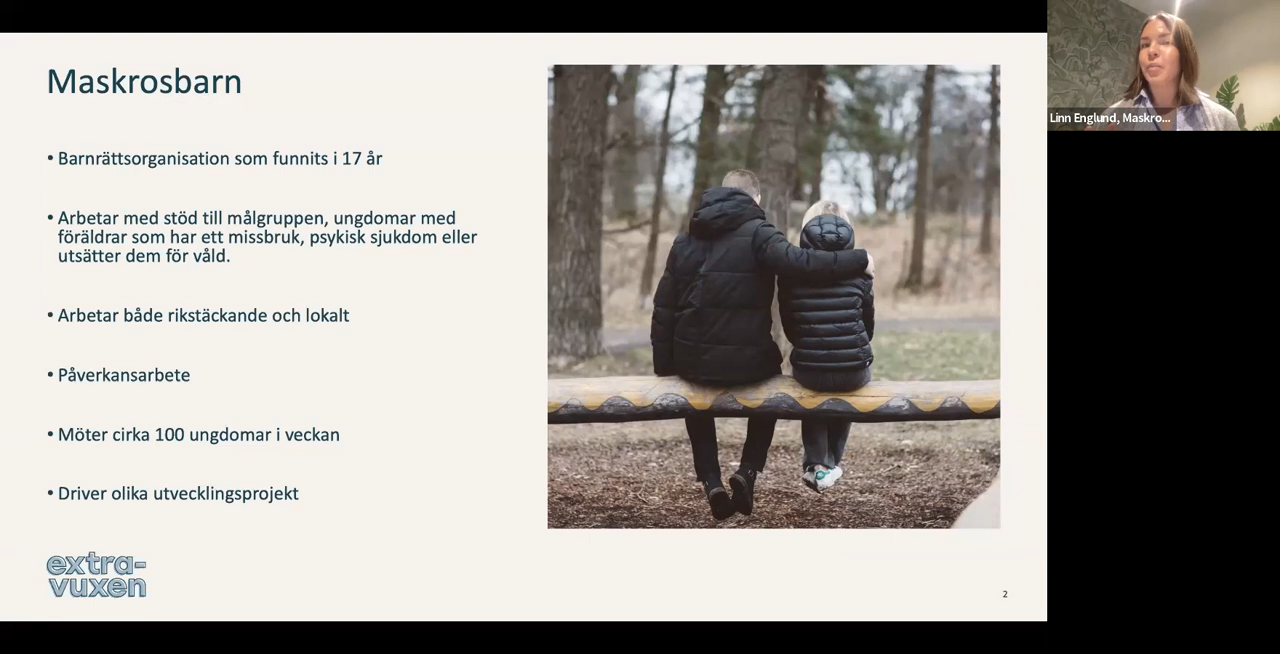 Maskrosbarn
• Barnrättsorganisation som funnits i 17 år
• Arbetar med stöd till målgruppen, ungdomar med
föräldrar som har ett missbruk, psykisk sjukdom eller
utsätter dem för våld.
• Arbetar både rikstäckande och lokalt
• Påverkansarbete
• Möter cirka 100 ungdomar i veckan
• Driver olika utvecklingsprojekt
extra-
vuxen
2
Linn Englund, Maskro...